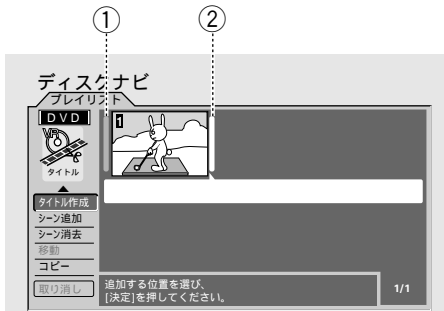 ① ②
ディスクナビ
プレイリスト
DVD
VR
タイトル
1
タイトル作成
シーン追加
シーン消去
移動
コピー
取り消し
追加する位置を選び、
[決定]を押してください。
1/1